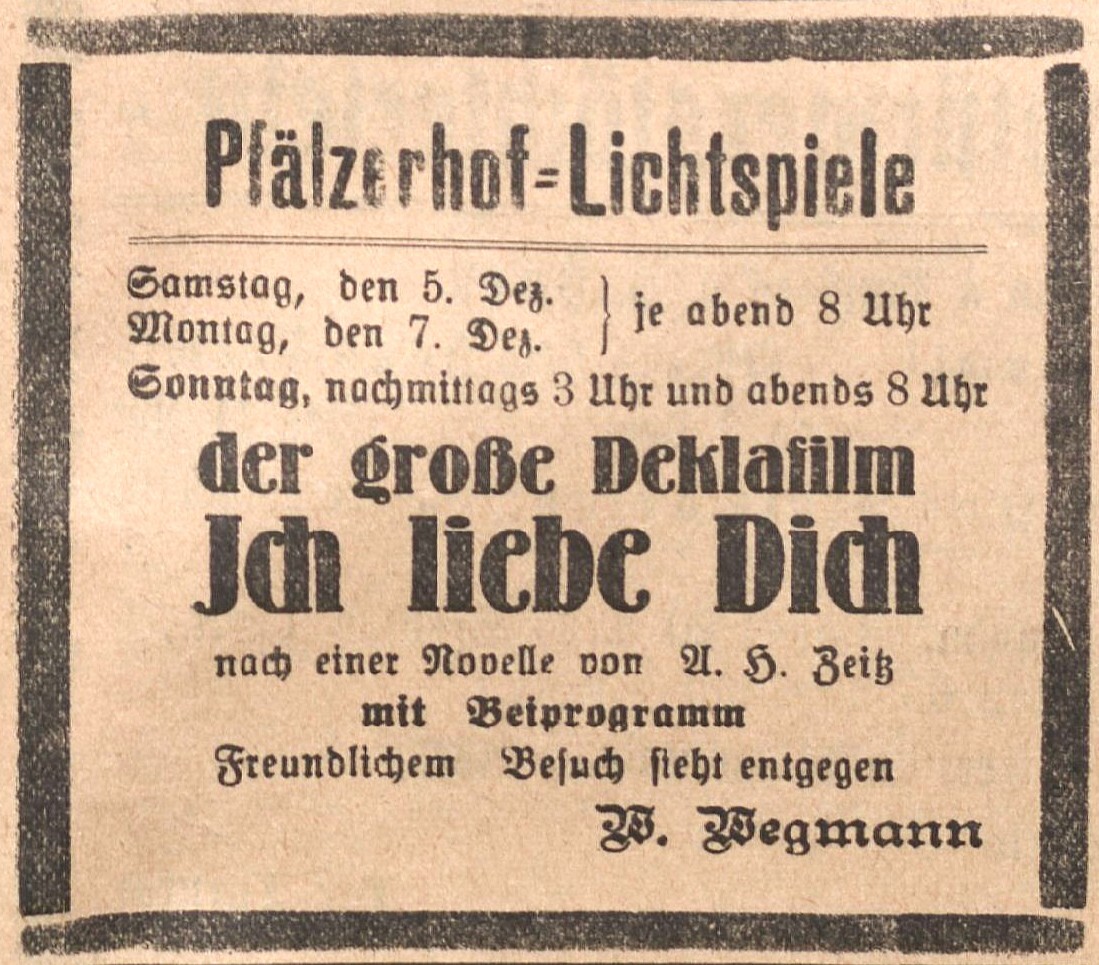 Pfälzerhof=Lichtspiele
Samstag, den 5. Dez.
Montag, den 7. Dez.
} je abend 8 Uhr
Sonntag, nachmittags 3 Uhr und abends 8 Uhr
der große Deklafilm
Ich liebe Dich
nach einer Novelle von A. H. Zeitz
mit Beiprogramm
Freundlichem Besuch sieht entgegen
W. Wegmann